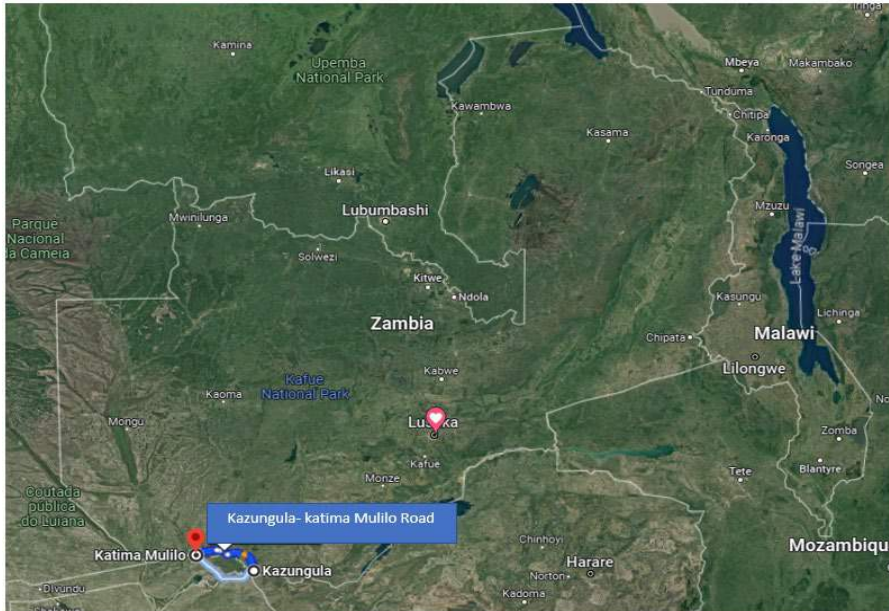 Iringa
Kamina
Upemba
National Park
Mbeya
Makambako
Tunduma
Kawambwa
Chitipa
Kasama
Karonga
Songea
Likasi
Mzuzu
Lubumbashi
Mwinilunga
Parque
Nacional
da Cameia
Solwezi
Lake Malawi
Kitwe
Ndola
Kasungu
Lichinga
Zambia
Chipata
Malawi
Lilongwe
Kabwe
Kafue
National Park
Kaoma
Mongu
Lusaka
Zomba
Kafue
Monze
Tete
Blantyre
Coutada
pública
do Luiana
Kazungula- katima Mulilo Road
Chinhoyi
Mozambiqu
Katima Mulilo
Kazungula
Harare
Norton
Divundu
Kadoma